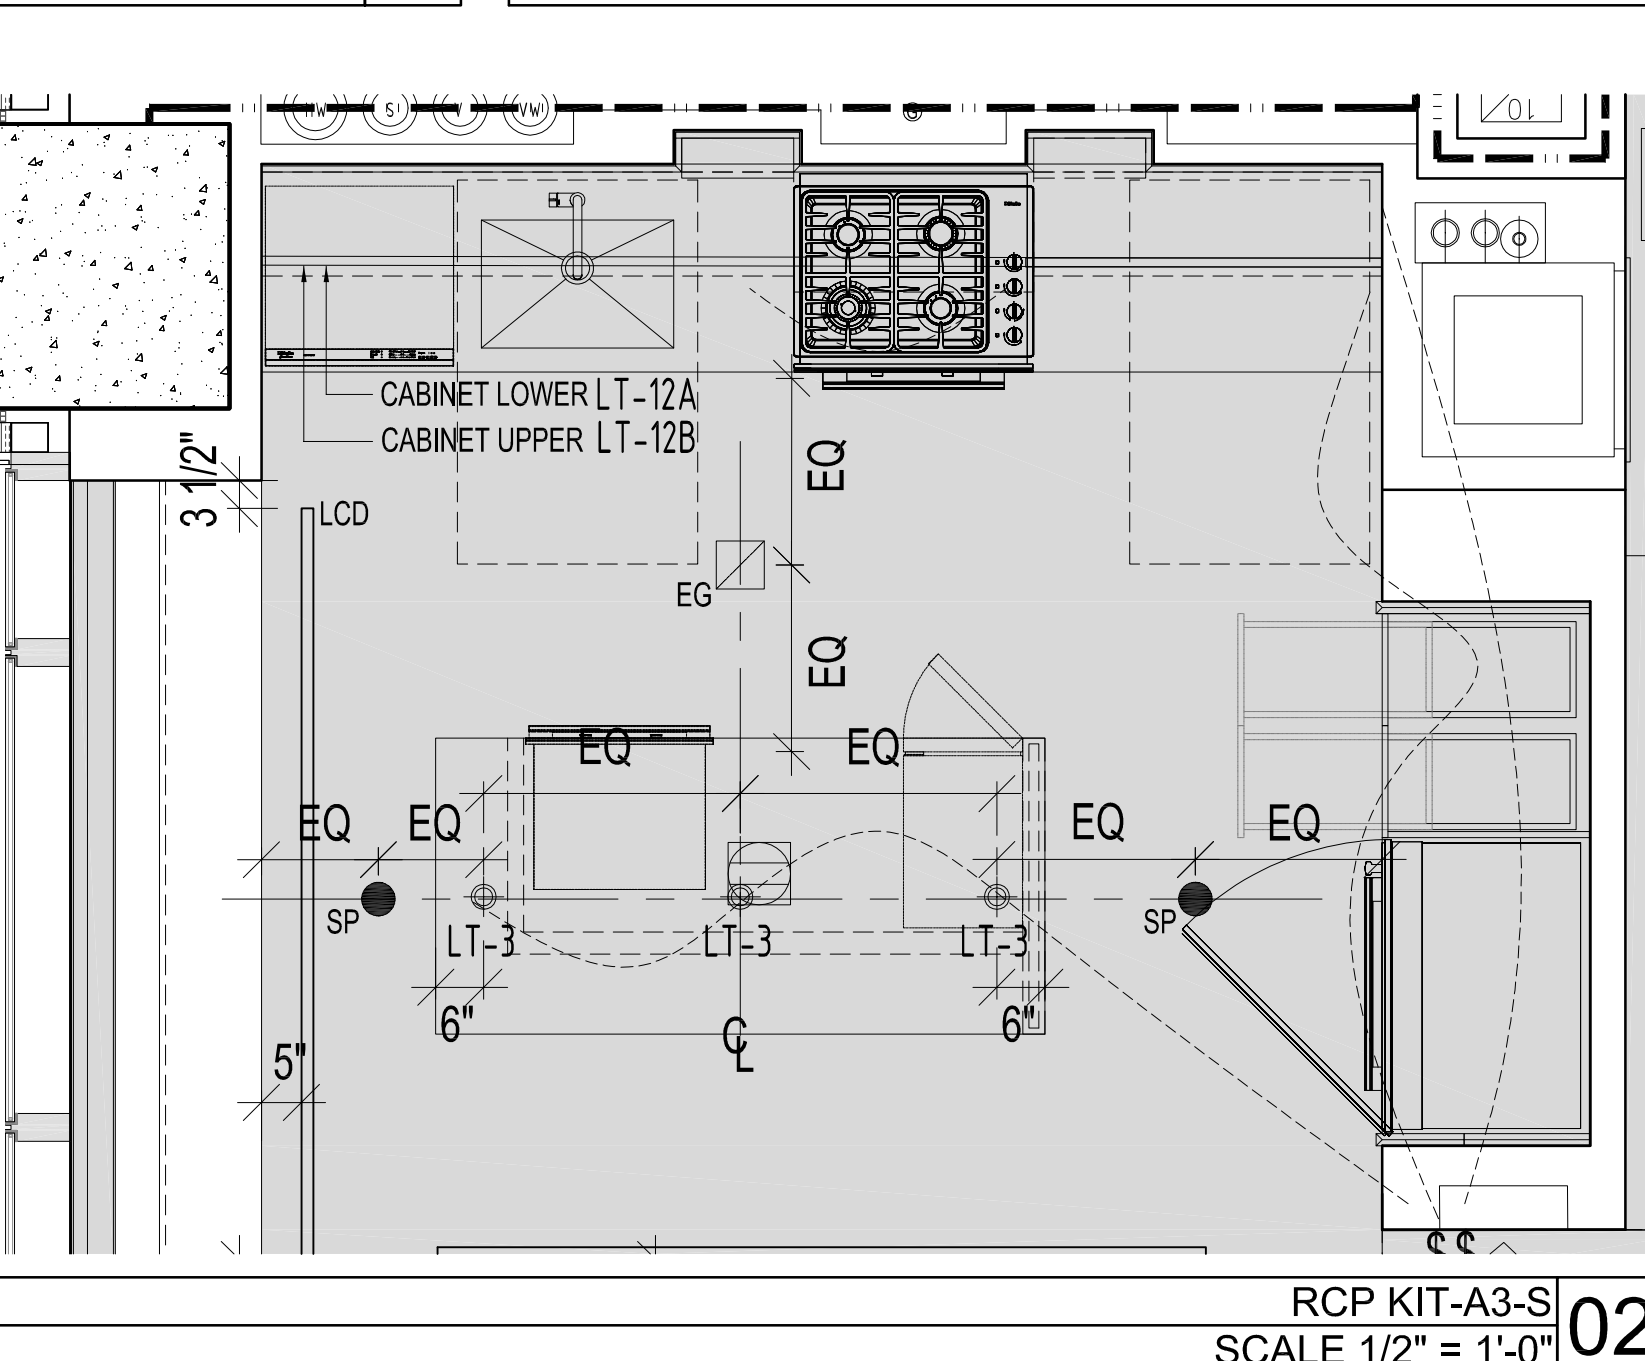 HW S V VW G 10
CABINET LOWER LT-12A
CABINET UPPER LT-12B
3 1/2"
LCD
EQ
EG
EQ
EQ EQ
EQ EQ EQ EQ
SP SP
LT-3 LT-3 LT-3
6" ℄ 6"
5"
$ $
RCP KIT-A3-S
02
SCALE 1/2" = 1'-0"